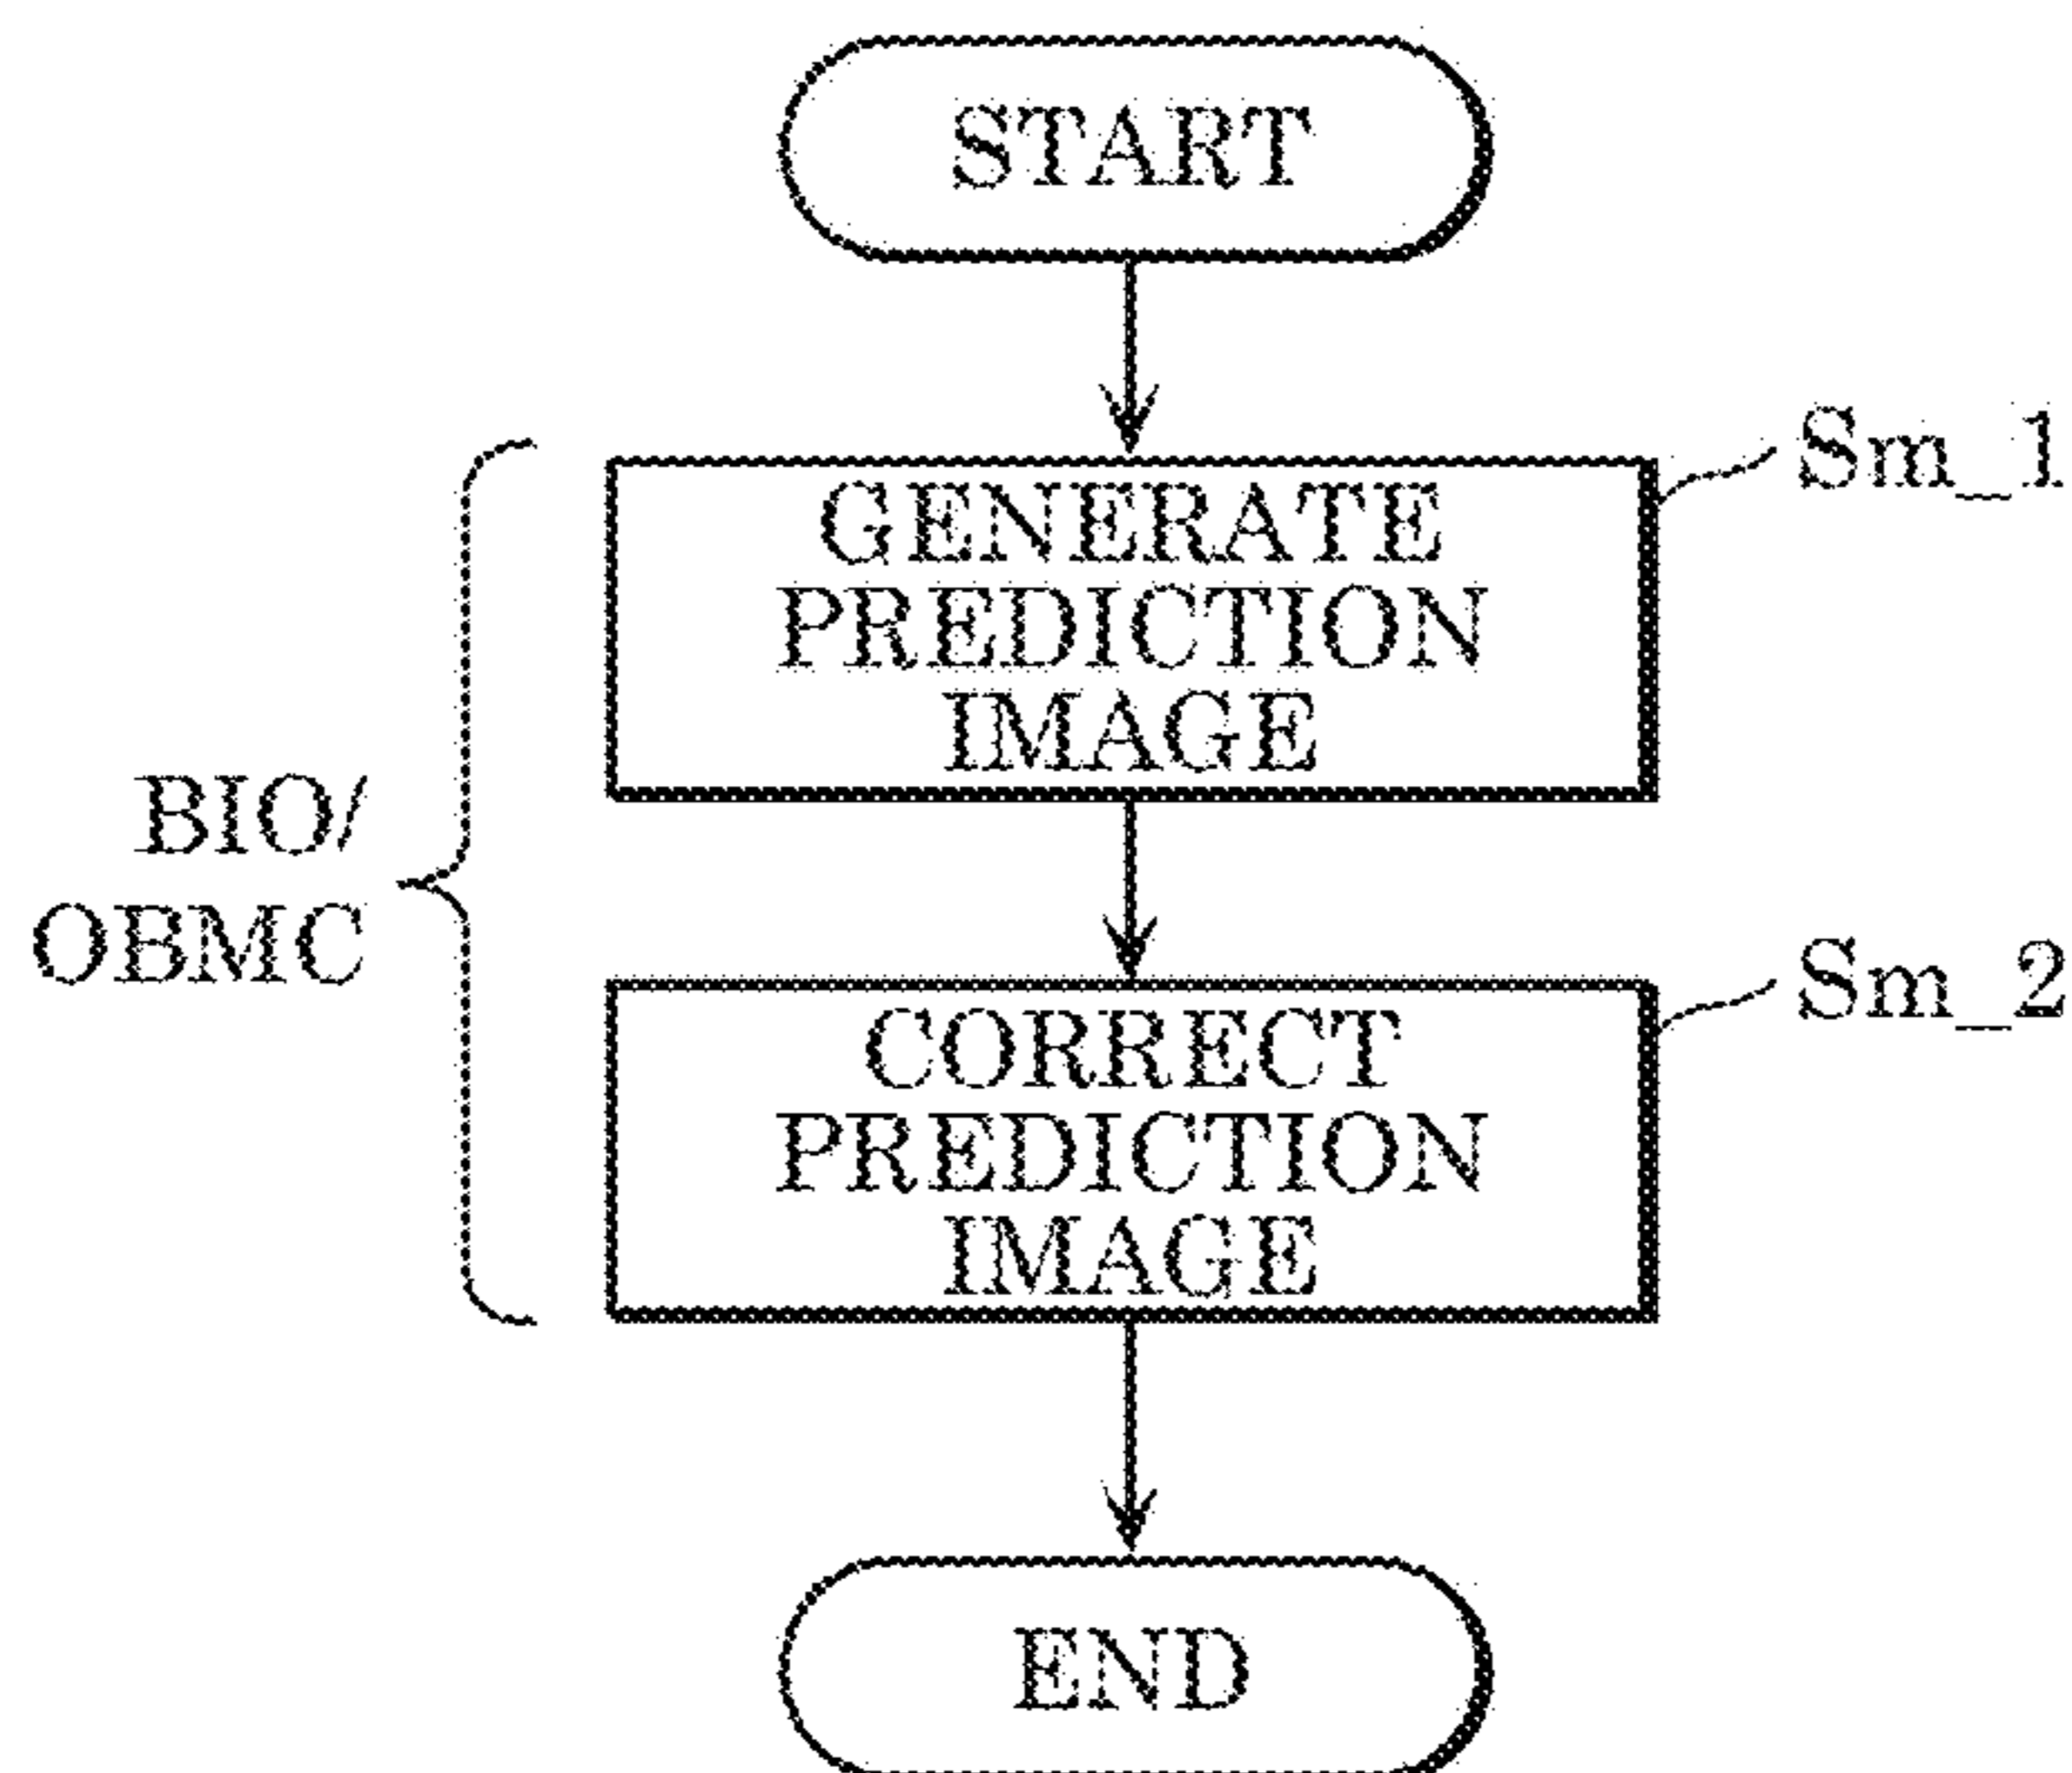 START
Sm_1
GENERATE
PREDICTION
IMAGE
BIO/
OBMC
Sm_2
CORRECT
PREDICTION
IMAGE
END